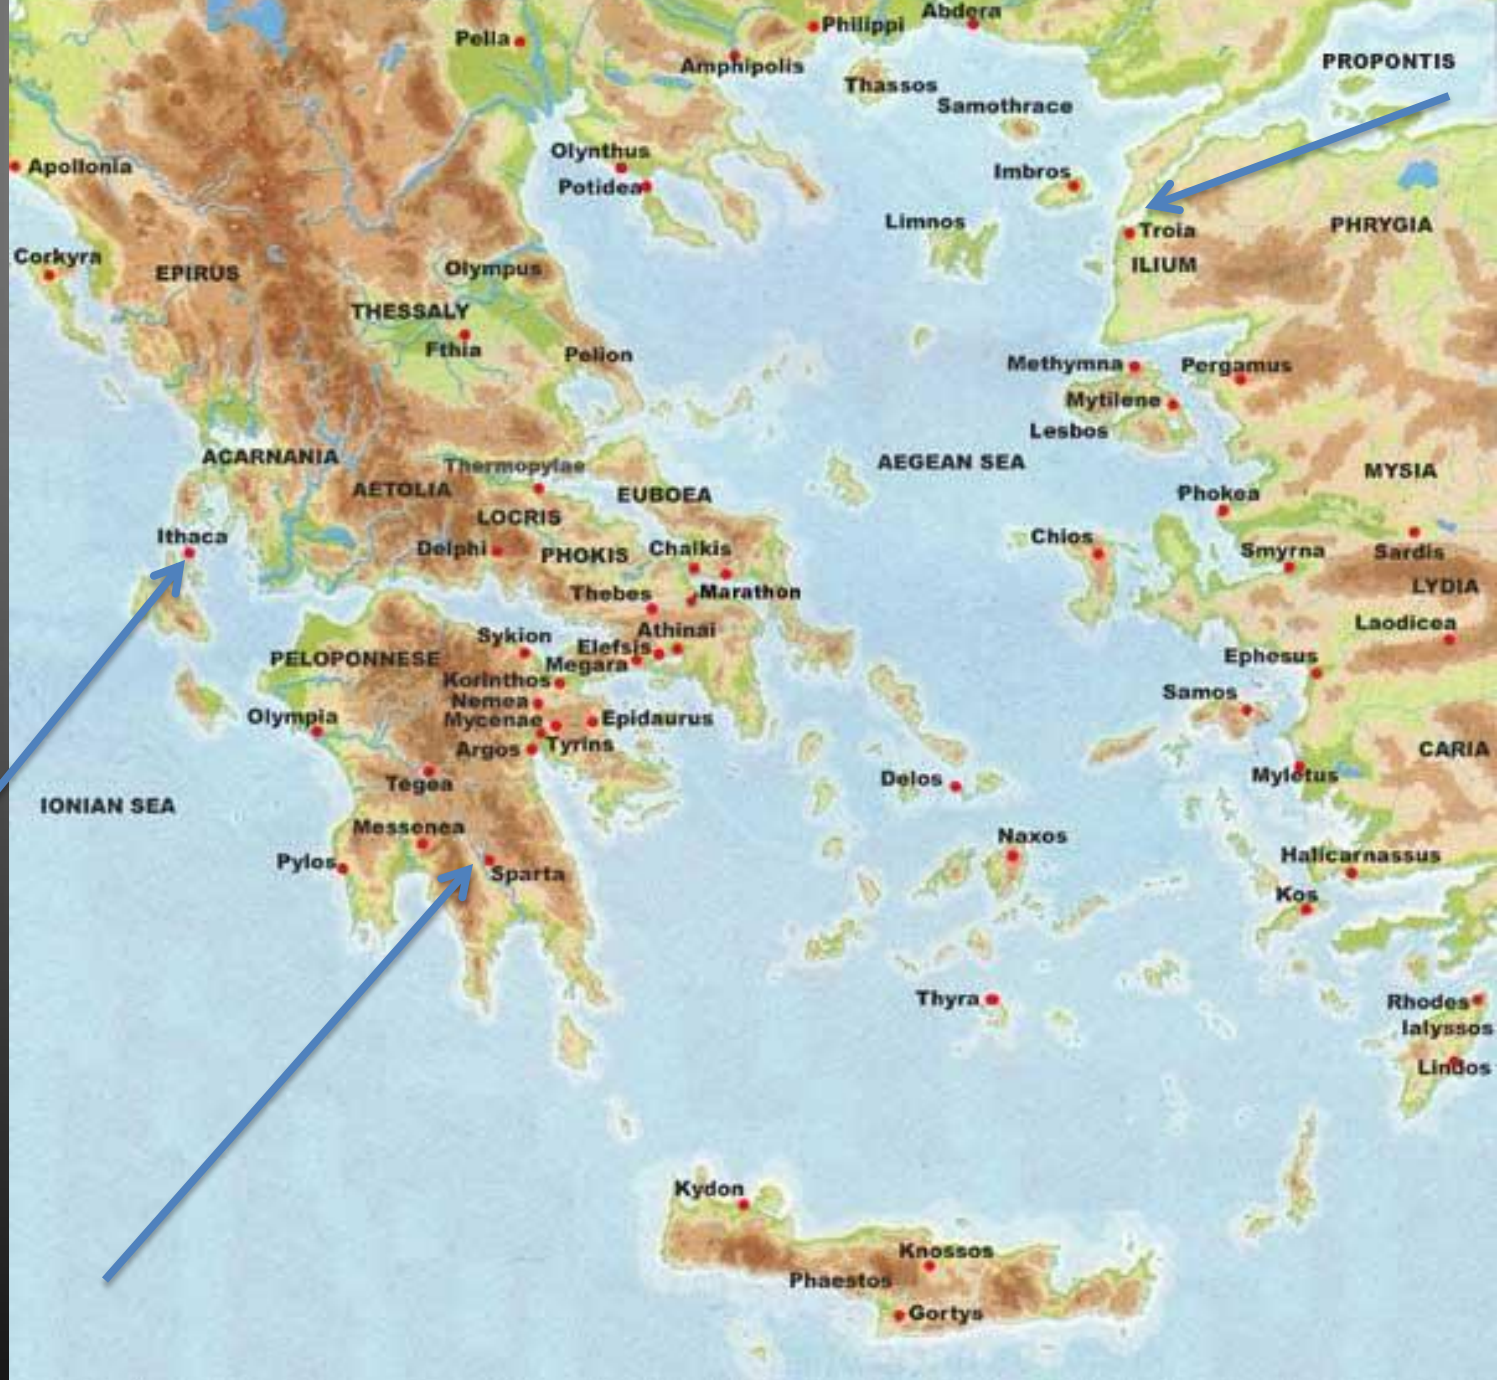 Abdera
Philippi
Pella
PROPONTIS
Amphipolis
Thassos
Samothrace
Olynthus
Apollonia
Imbros
Potidea
Limnos
PHRYGIA
Troia
Corkyra
ILIUM
Olympus
EPIRUS
THESSALY
Fthia
Pelion
Methymna
Pergamus
Mytilene
Lesbos
ACARNANIA
AEGEAN SEA
Thermopylae
MYSIA
AETOLIA
EUBOEA
Phokea
LOCRIS
Ithaca
Chios
Delphi
PHOKIS
Chalkis
Smyrna
Sardis
LYDIA
Thebes
Marathon
Laodicea
Athinai
Sykion
Elefsis
PELOPONNESE
Megara
Ephesus
Korinthos
Samos
Nemea
Olympia
Mycenae
Epidaurus
Argos
Tyrins
CARIA
Delos
Myletus
Tegea
IONIAN SEA
Messenea
Naxos
Pylos
Halicarnassus
Sparta
Kos
Thyra
Rhodes
Ialyssos
Lindos
Kydon
Knossos
Phaestos
Gortys